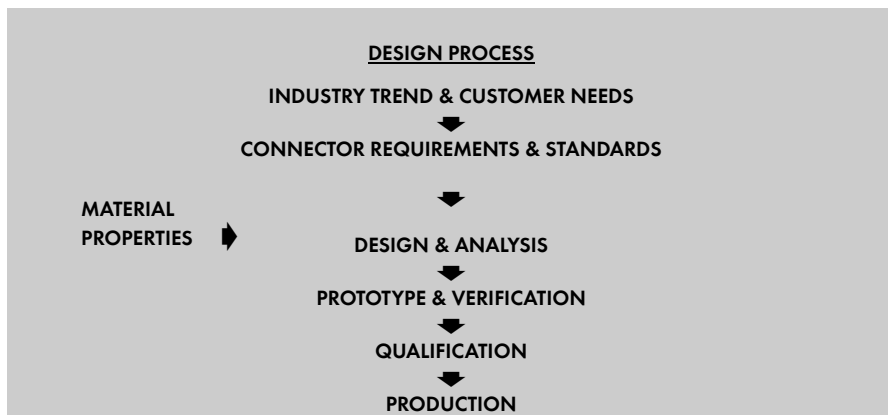 DESIGN PROCESS
INDUSTRY TREND & CUSTOMER NEEDS
CONNECTOR REQUIREMENTS & STANDARDS
MATERIAL
PROPERTIES
DESIGN & ANALYSIS
PROTOTYPE & VERIFICATION
QUALIFICATION
PRODUCTION